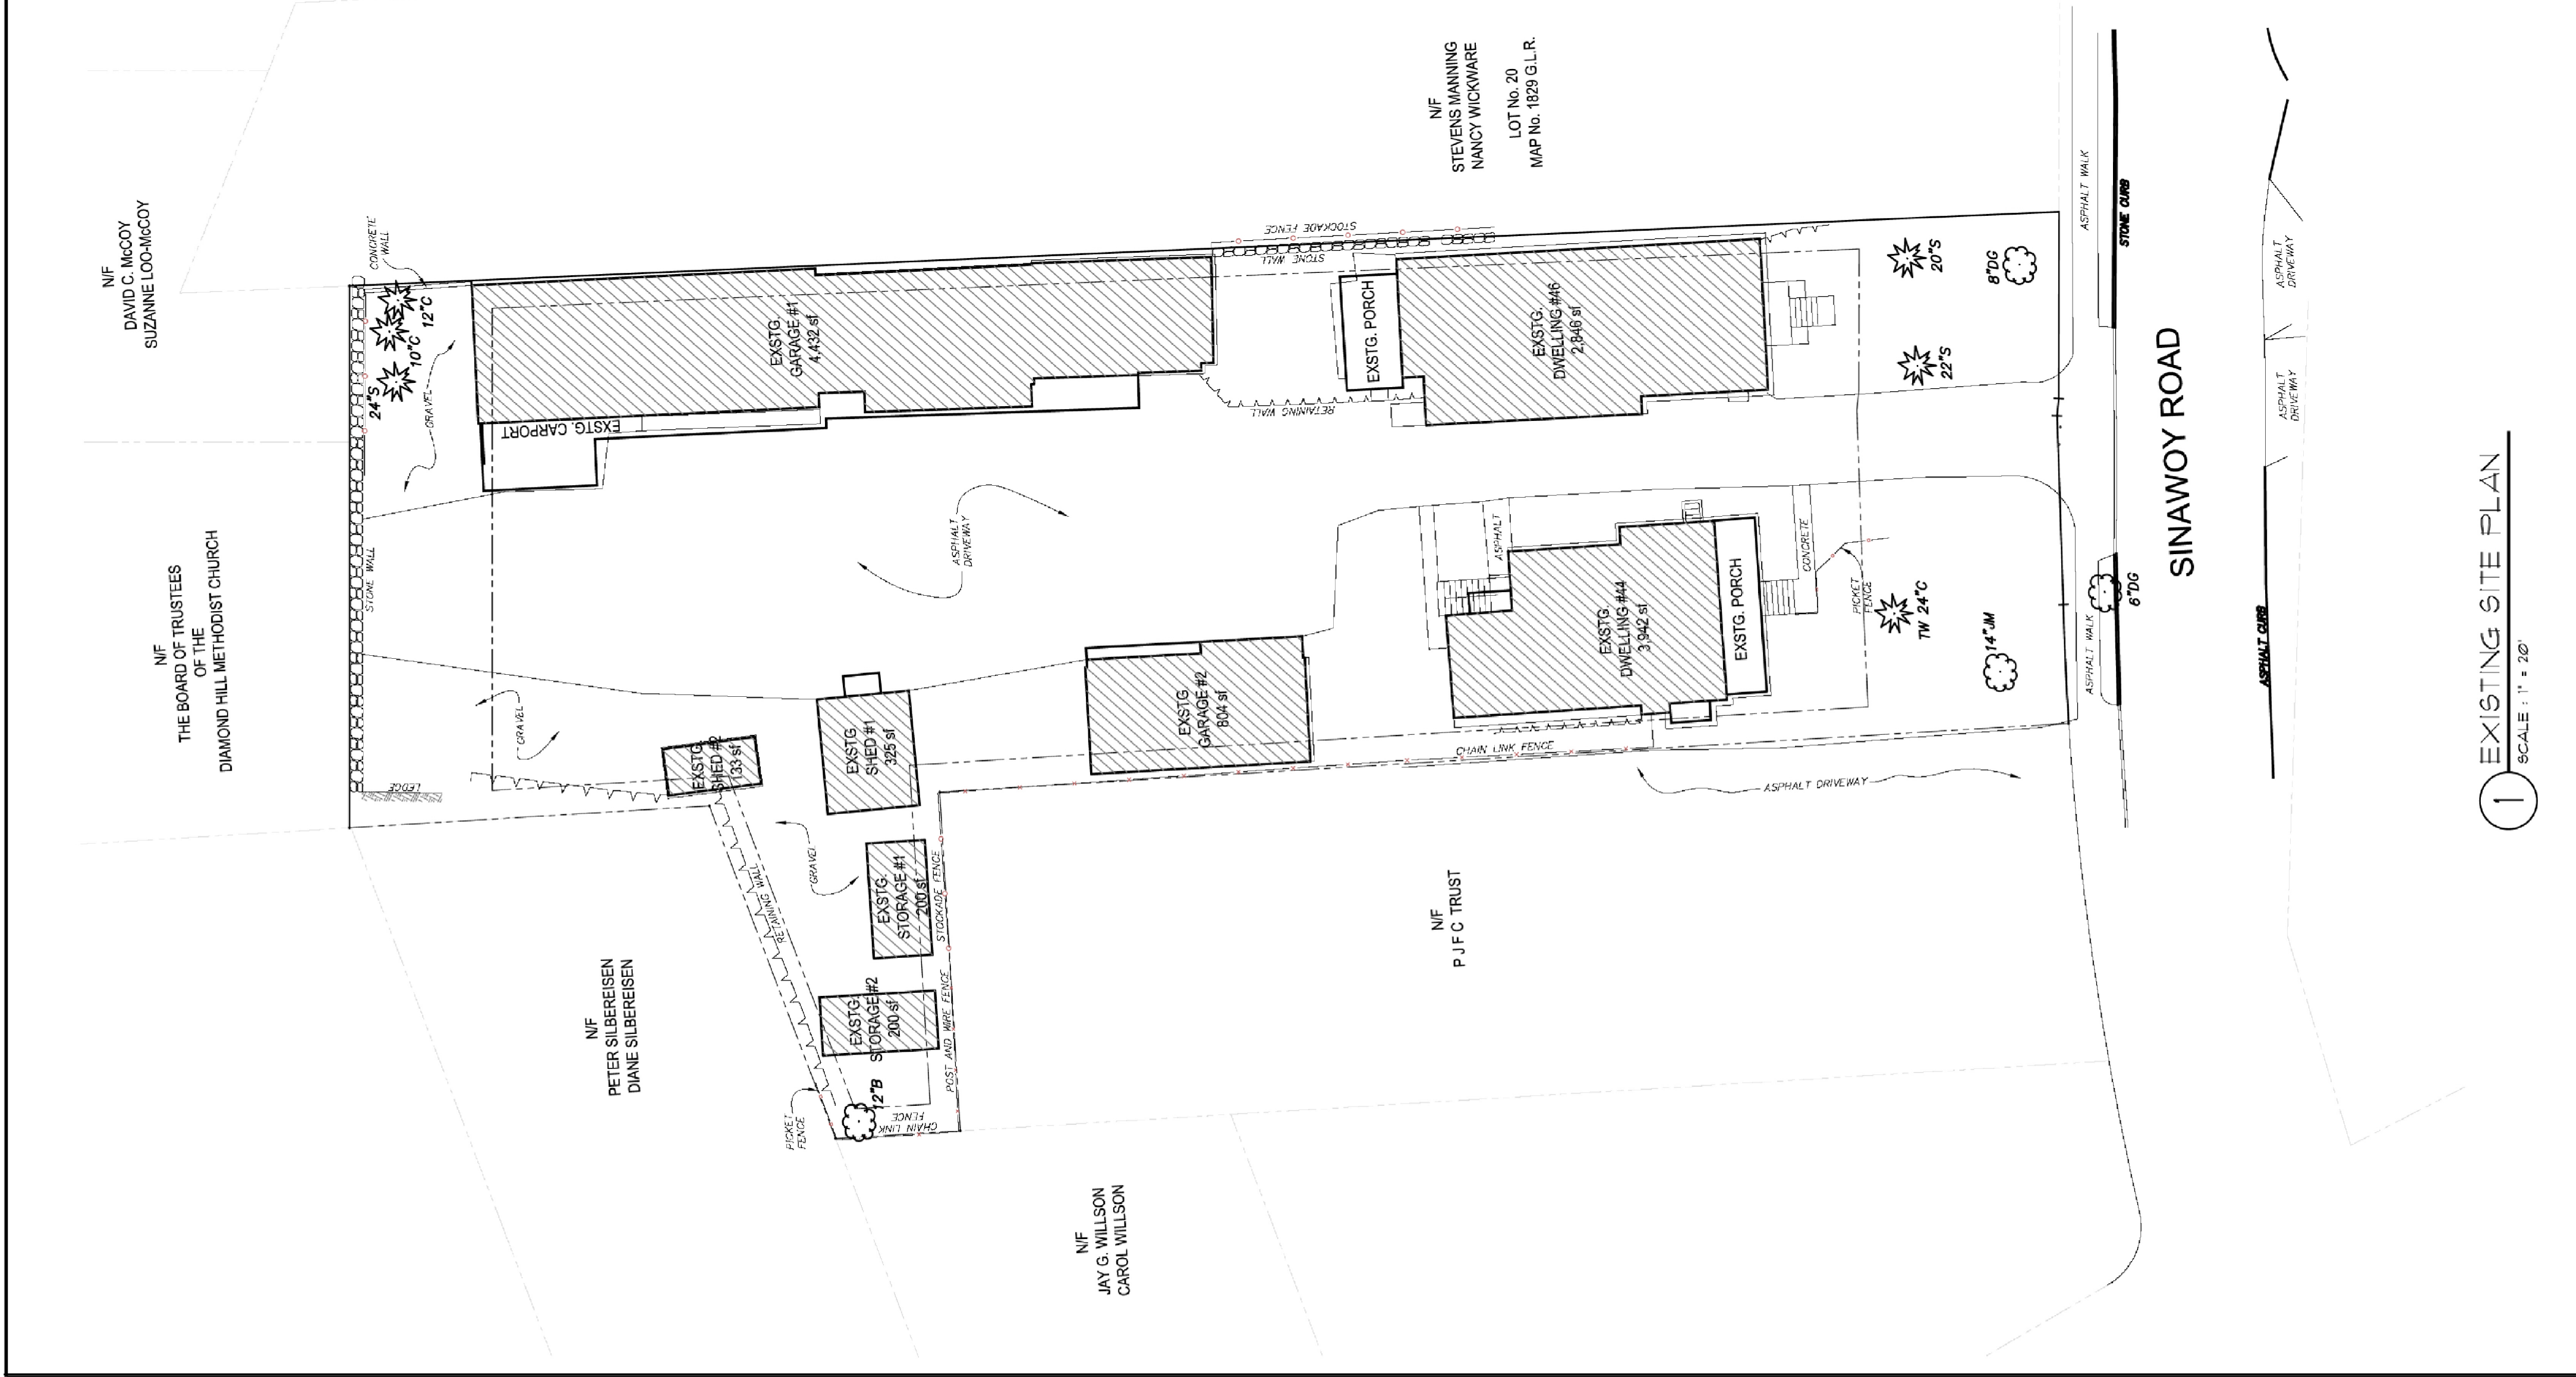 N/F
DAVID C. McCOY
SUZANNE LOO-McCOY
N/F
THE BOARD OF TRUSTEES
OF THE
DIAMOND HILL METHODIST CHURCH
N/F
PETER SILBEREISEN
DIANE SILBEREISEN
N/F
JAY G. WILLSON
CAROL WILLSON
N/F
P J F C TRUST
N/F
STEVENS MANNING
NANCY WICKWARE
LOT No. 20
MAP No. 1829 G.L.R.
CONCRETE
WALL
12"C
10"C
24"S
GRAVEL
STONE WALL
LEDGE
GRAVEL
EXSTG. CARPORT
EXSTG.
GARAGE #1
4,432 sf
STOCKADE FENCE
STONE WALL
RETAINING WALL
EXSTG. PORCH
EXSTG.
DWELLING #46
2,846 sf
20"S
22"S
8"DG
ASPHALT
DRIVEWAY
EXSTG.
SHED #2
133 sf
EXSTG.
SHED #1
325 sf
EXSTG.
GARAGE #2
804 sf
ASPHALT
EXSTG.
DWELLING #44
3,942 sf
EXSTG. PORCH
CONCRETE
PICKET
FENCE
TW 24"C
14"JM
CHAIN LINK FENCE
ASPHALT DRIVEWAY
GRAVEL
RETAINING WALL
EXSTG.
STORAGE #1
200 sf
STOCKADE FENCE
EXSTG.
STORAGE #2
200 sf
POST AND WIRE FENCE
12"B
PICKET
FENCE
CHAIN LINK
FENCE
ASPHALT WALK
STONE CURB
ASPHALT WALK
6"DG
SINAWOY ROAD
ASPHALT
DRIVEWAY
ASPHALT
DRIVEWAY
ASPHALT CURB
1
EXISTING SITE PLAN
SCALE : 1" = 20'